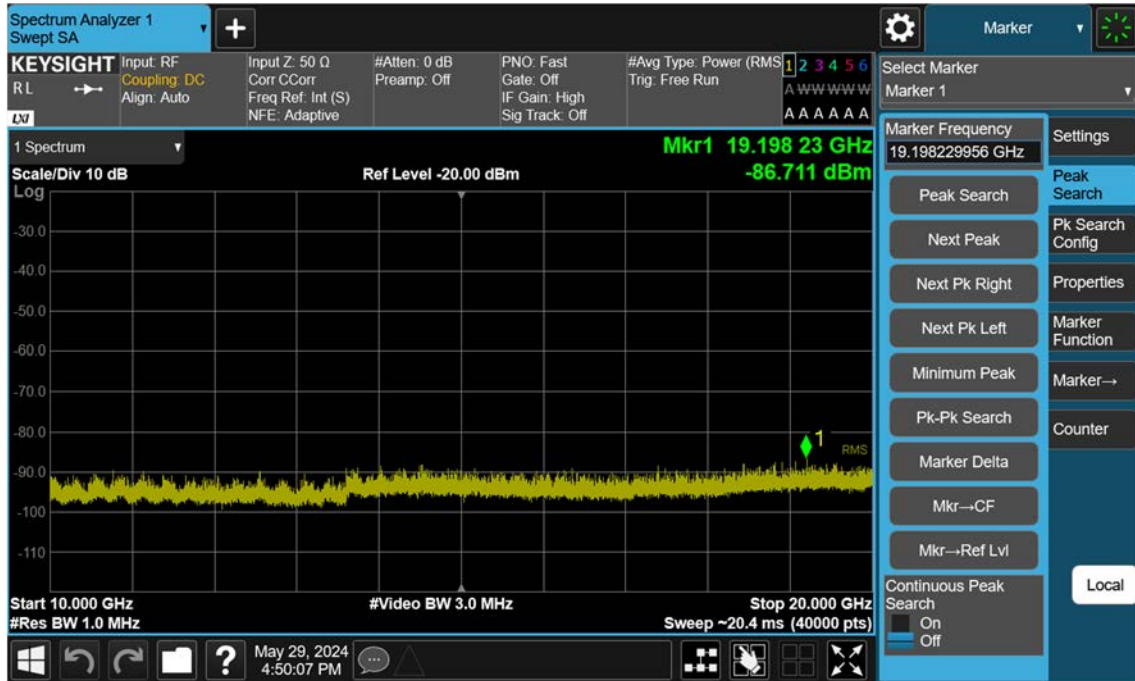 Spectrum Analyzer 1
Swept SA
Marker
KEYSIGHT
R L
LXI
Input: RF
Coupling: DC
Align: Auto
Input Z: 50 Ω
Corr CCorr
Freq Ref: Int (S)
NFE: Adaptive
#Atten: 0 dB
Preamp: Off
PNO: Fast
Gate: Off
IF Gain: High
Sig Track: Off
#Avg Type: Power (RMS
Trig: Free Run
1 2 3 4 5 6
A W W W W W
A A A A A A
Select Marker
Marker 1
1 Spectrum
Mkr1 19.198 23 GHz
-86.711 dBm
Scale/Div 10 dB
Ref Level -20.00 dBm
Log
-30.0
-40.0
-50.0
-60.0
-70.0
-80.0
-90.0
-100
-110
1
RMS
Start 10.000 GHz
#Video BW 3.0 MHz
Stop 20.000 GHz
#Res BW 1.0 MHz
Sweep ~20.4 ms (40000 pts)
Marker Frequency
19.198229956 GHz
Peak Search
Next Peak
Next Pk Right
Next Pk Left
Minimum Peak
Pk-Pk Search
Marker Delta
Mkr→CF
Mkr→Ref Lvl
Continuous Peak
Search
On
Off
Settings
Peak
Search
Pk Search
Config
Properties
Marker
Function
Marker→
Counter
Local
?
May 29, 2024
4:50:07 PM